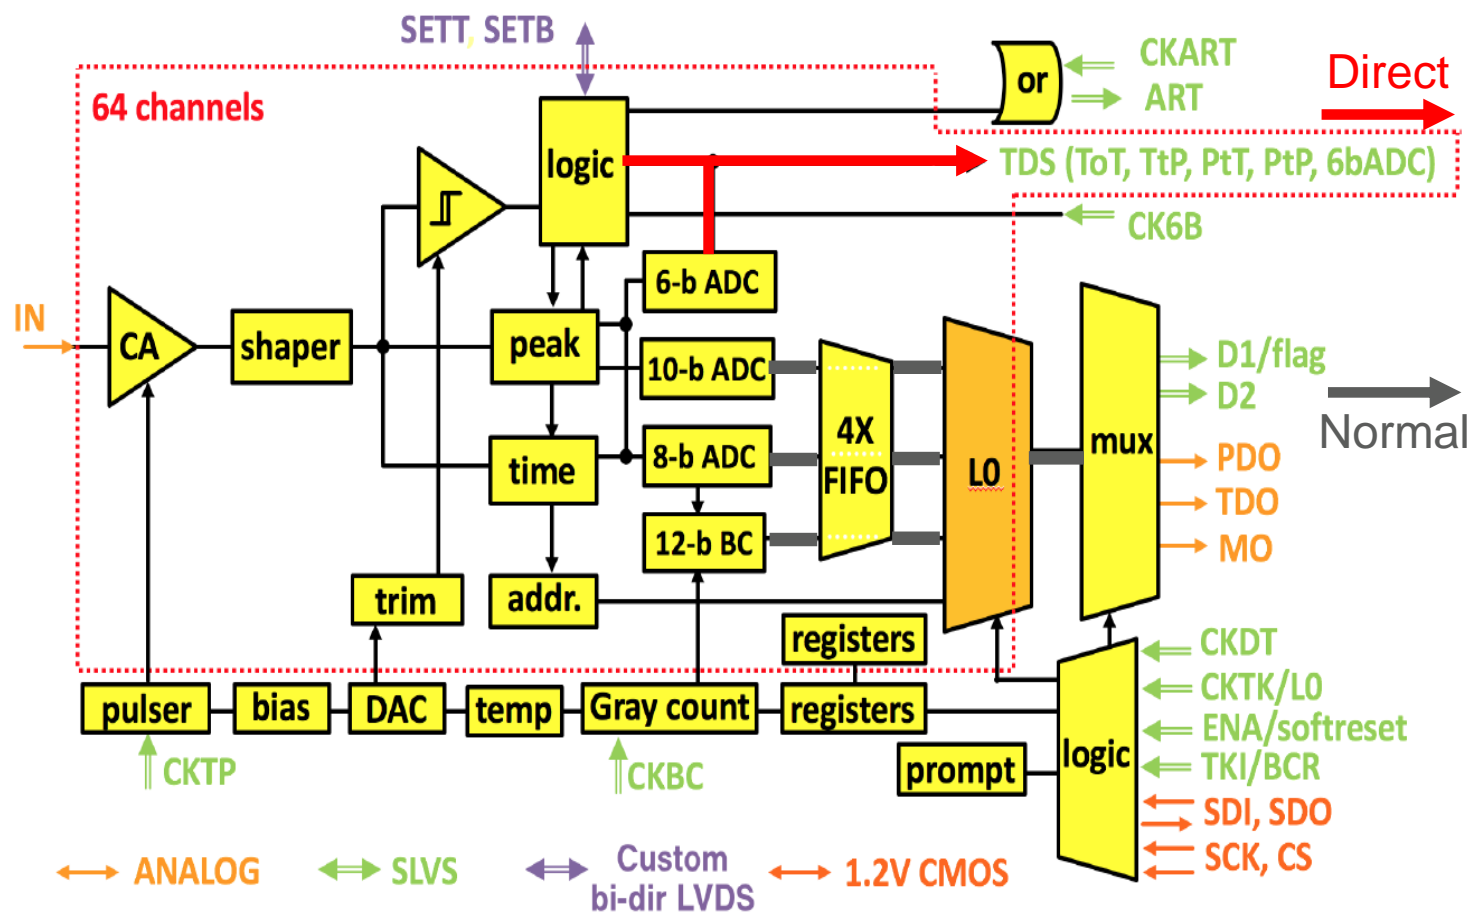 SETT, SETB
CKART
or
ART
Direct
64 channels
logic
TDS (ToT, TtP, PtT, PtP, 6bADC)
CK6B
6-b ADC
IN
CA
shaper
peak
10-b ADC
D1/flag
D2
Normal
4X
FIFO
mux
8-b ADC
time
L0
PDO
TDO
MO
12-b BC
trim
addr.
registers
CKDT
pulser
bias
DAC
temp
Gray count
registers
CKTK/L0
ENA/softreset
logic
TKI/BCR
CKTP
CKBC
prompt
SDI, SDO
SCK, CS
ANALOG
SLVS
Custom
bi-dir LVDS
1.2V CMOS